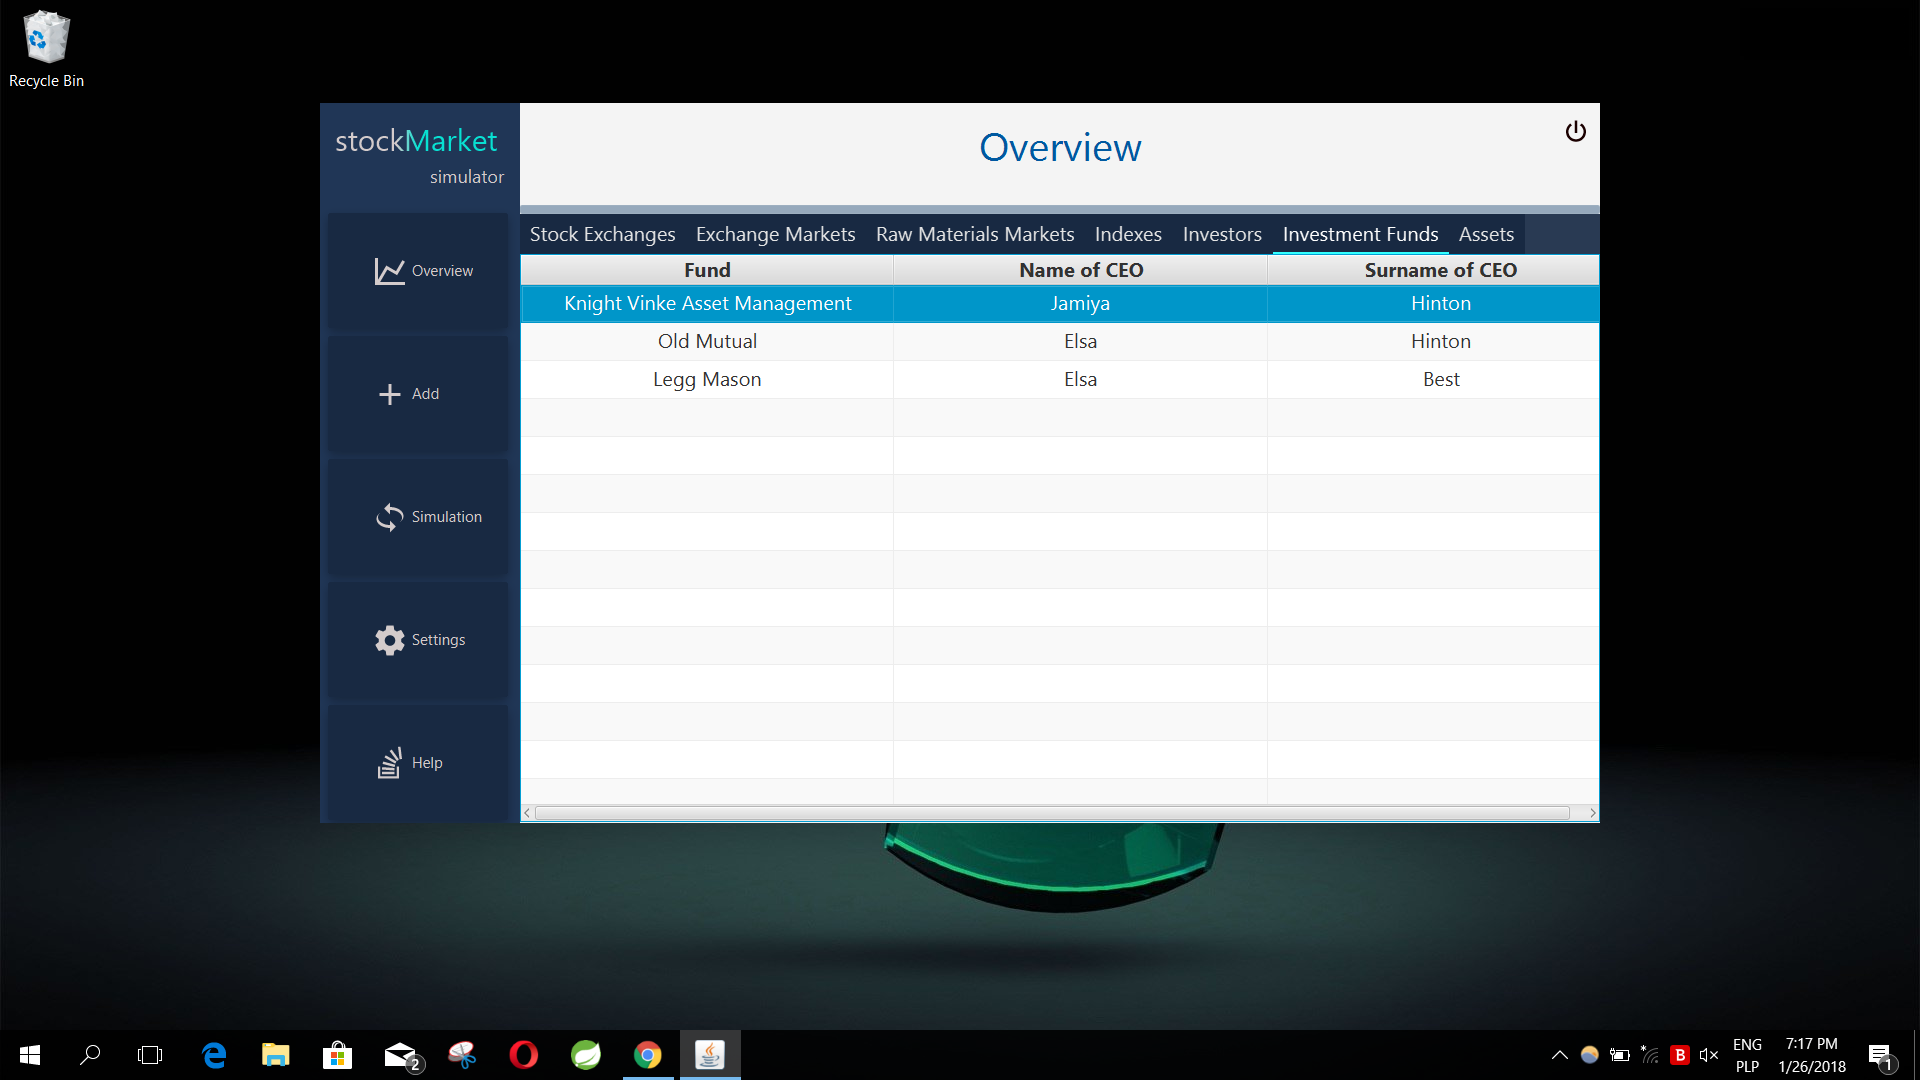 Recycle Bin
stockMarket
simulator
Overview
Overview
Add
Simulation
Settings
Help
Stock Exchanges Exchange Markets Raw Materials Markets Indexes Investors Investment Funds Assets
Fund Name of CEO Surname of CEO
Knight Vinke Asset Management Jamiya Hinton
Old Mutual Elsa Hinton
Legg Mason Elsa Best
2
B
ENG
PLP
7:17 PM
1/26/2018
1